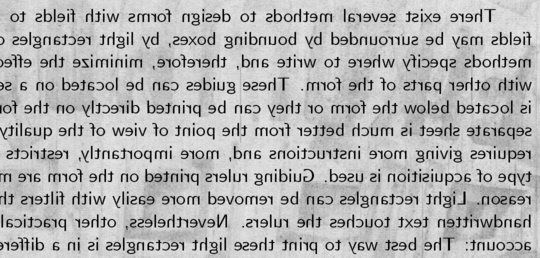 There exist several methods to design forms with fields to
fields may be surrounded by bounding boxes, by light rectangles o
methods specify where to write and, therefore, minimize the effe
with other parts of the form. These guides can be located on a se
is located below the form or they can be printed directly on the fo
separate sheet is much better from the point of view of the quality
requires giving more instructions and, more importantly, restricts
type of acquisition is used. Guiding rulers printed on the form are m
reason. Light rectangles can be removed more easily with filters th
handwritten text touches the rulers. Nevertheless, other practical
account: The best way to print these light rectangles is in a differe